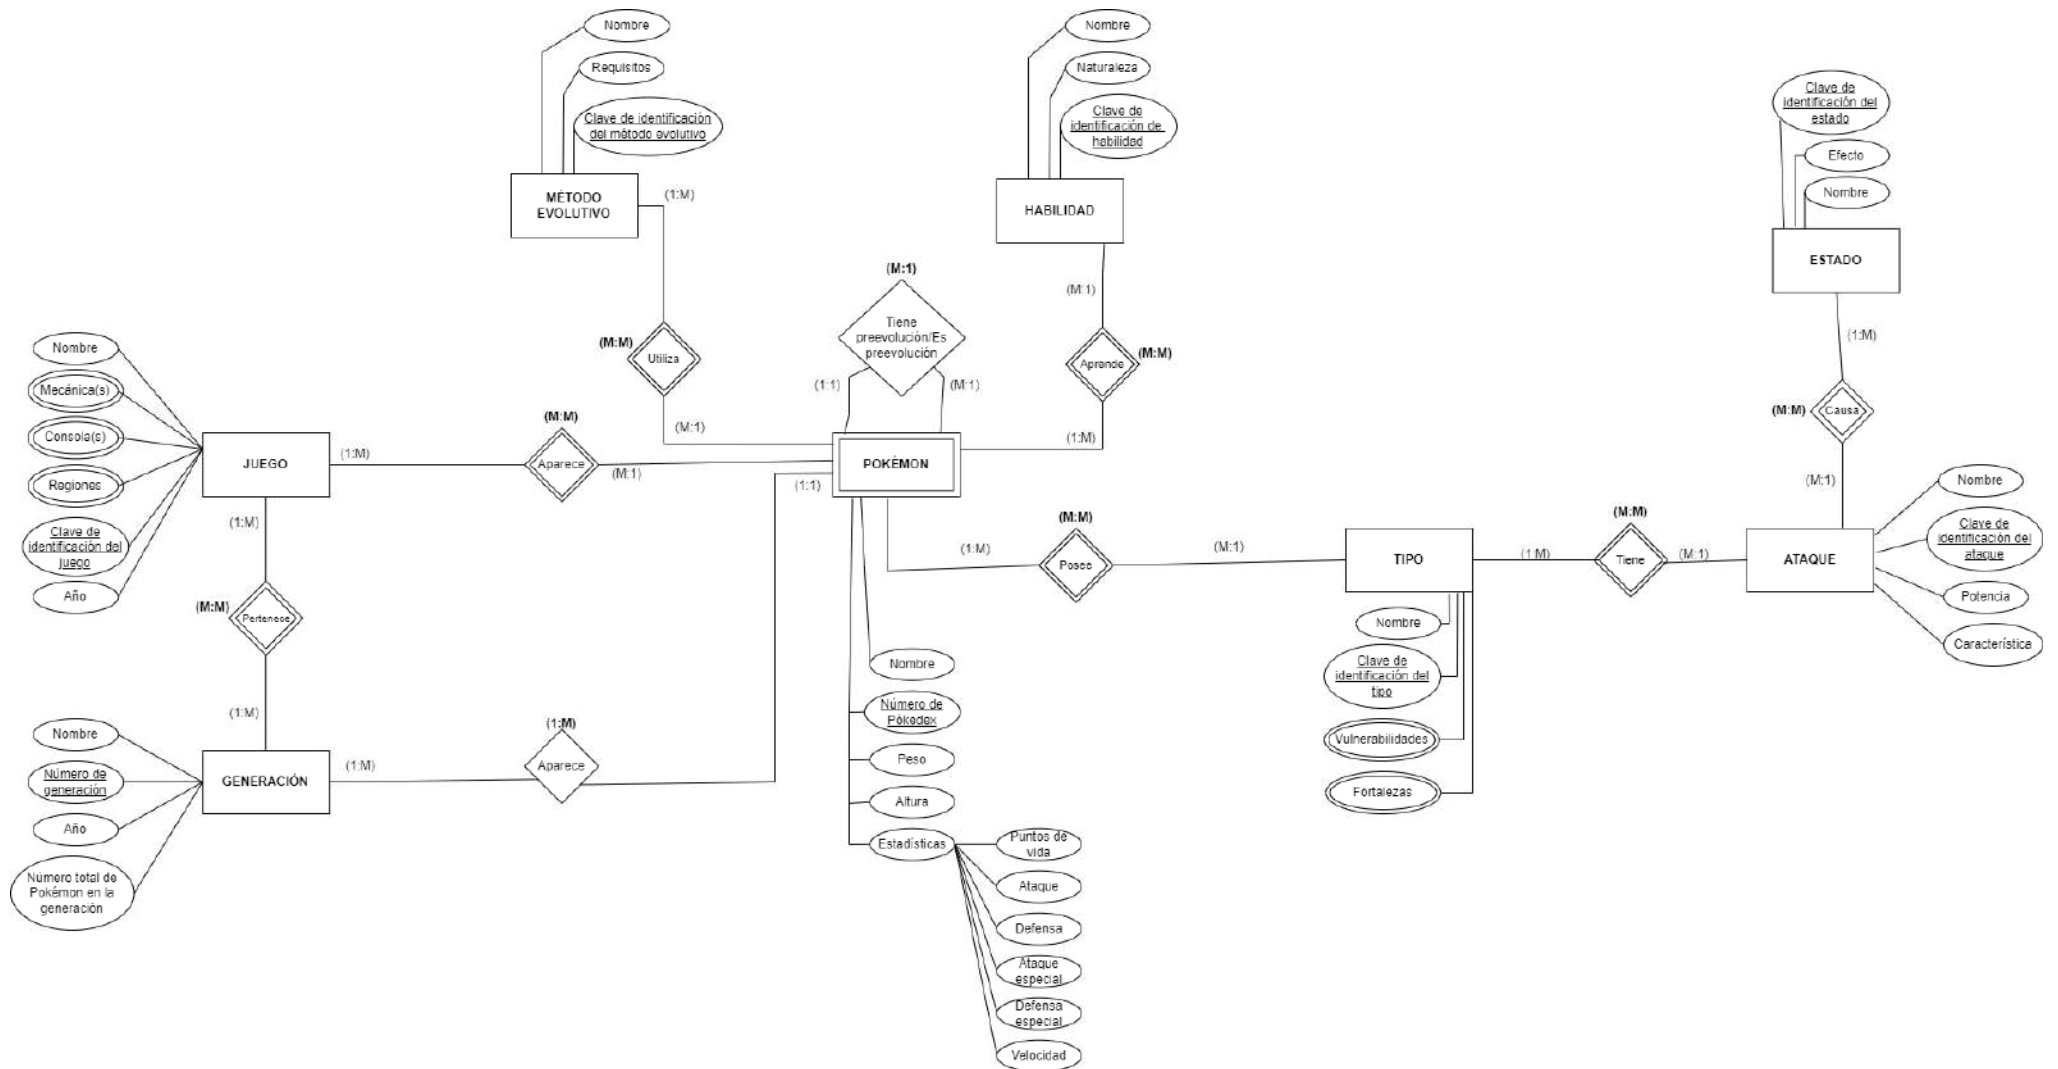 Nombre
Requisitos
Clave de identificación
del método evolutivo
MÉTODO
EVOLUTIVO
(1:M)
Nombre
Naturaleza
Clave de
identificación de
habilidad
HABILIDAD
(M:1)
Clave de
identificación del
estado
Efecto
Nombre
ESTADO
(1:M)
(M:1)
Tiene
preevolución/Es
preevolución
(1:1)
(M:1)
(M:M)
Utiliza
(M:1)
(M:M)
Aprende
(1:M)
(M:M)
Causa
(M:1)
Nombre
Mecánica(s)
Consola(s)
Regiones
Clave de
identificación del
juego
Año
JUEGO
(1:M)
(M:M)
Aparece
(M:1)
POKÉMON
(1:1)
(1:M)
(M:M)
Pertenece
(1:M)
(1:M)
(M:M)
Posee
(M:1)
TIPO
(1:M)
(M:M)
Tiene
(M:1)
ATAQUE
Nombre
Clave de
identificación del
ataque
Potencia
Característica
Nombre
Clave de
identificación del
tipo
Vulnerabilidades
Fortalezas
Nombre
Número de
generación
Año
Número total de
Pokémon en la
generación
GENERACIÓN
(1:M)
(1:M)
Aparece
Nombre
Número de
Pókedex
Peso
Altura
Estadísticas
Puntos de
vida
Ataque
Defensa
Ataque
especial
Defensa
especial
Velocidad